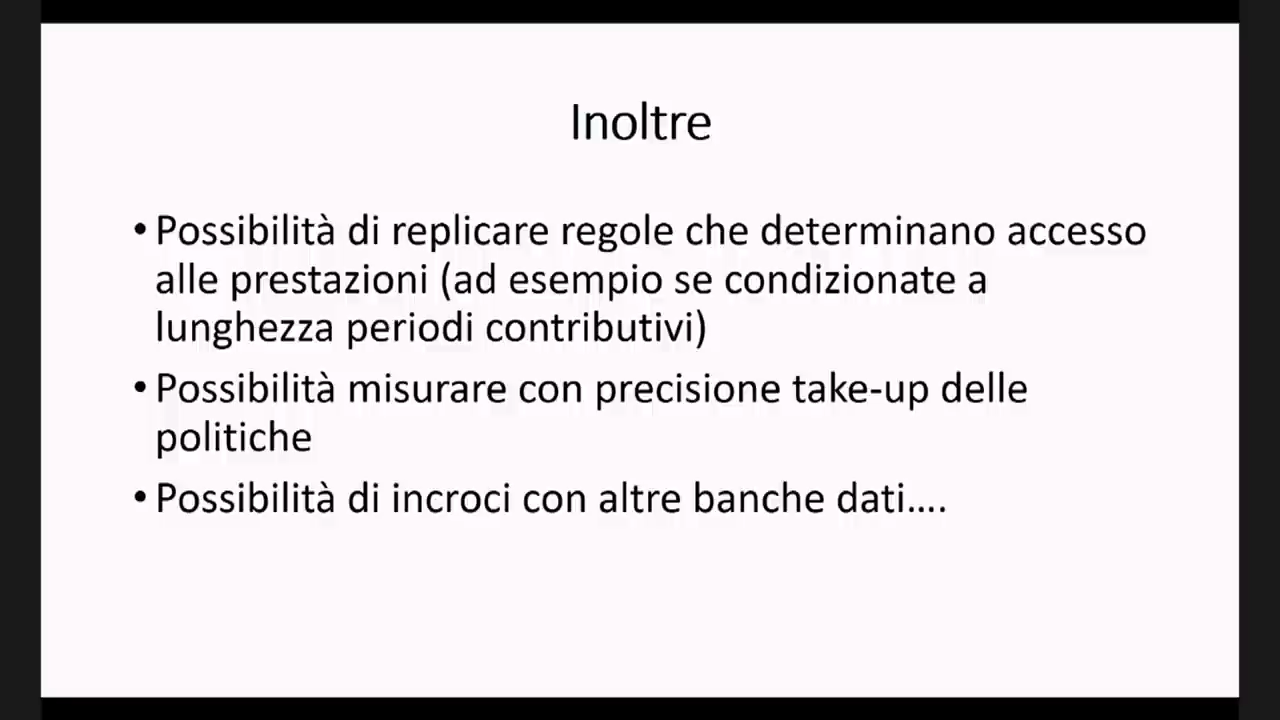 Inoltre
• Possibilità di replicare regole che determinano accesso
alle prestazioni (ad esempio se condizionate a
lunghezza periodi contributivi)
• Possibilità misurare con precisione take-up delle
politiche
• Possibilità di incroci con altre banche dati....